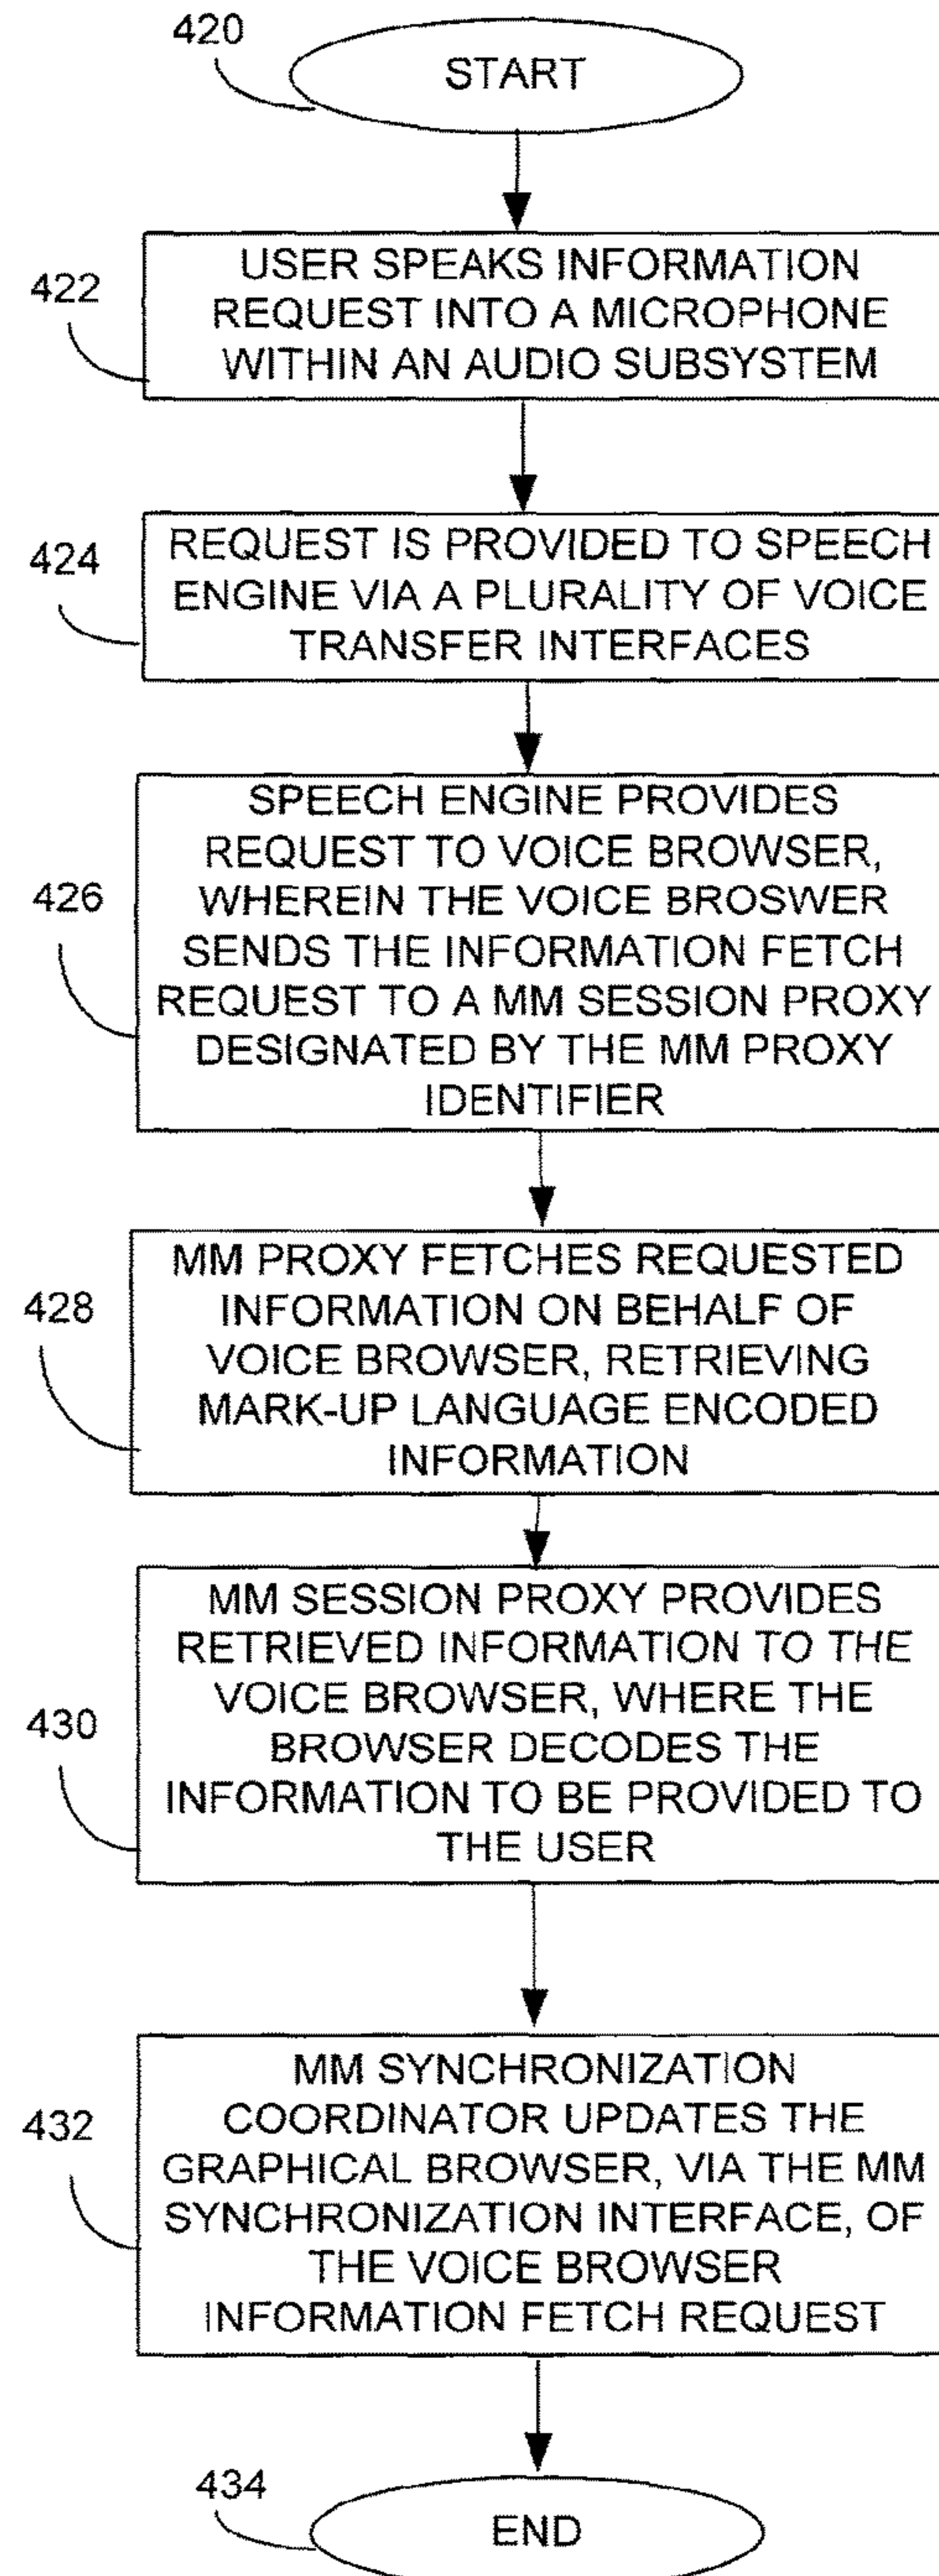 420
START
422
USER SPEAKS INFORMATION
REQUEST INTO A MICROPHONE
WITHIN AN AUDIO SUBSYSTEM
424
REQUEST IS PROVIDED TO SPEECH
ENGINE VIA A PLURALITY OF VOICE
TRANSFER INTERFACES
426
SPEECH ENGINE PROVIDES
REQUEST TO VOICE BROWSER,
WHEREIN THE VOICE BROSWER
SENDS THE INFORMATION FETCH
REQUEST TO A MM SESSION PROXY
DESIGNATED BY THE MM PROXY
IDENTIFIER
428
MM PROXY FETCHES REQUESTED
INFORMATION ON BEHALF OF
VOICE BROWSER, RETRIEVING
MARK-UP LANGUAGE ENCODED
INFORMATION
430
MM SESSION PROXY PROVIDES
RETRIEVED INFORMATION TO THE
VOICE BROWSER, WHERE THE
BROWSER DECODES THE
INFORMATION TO BE PROVIDED TO
THE USER
432
MM SYNCHRONIZATION
COORDINATOR UPDATES THE
GRAPHICAL BROWSER, VIA THE MM
SYNCHRONIZATION INTERFACE, OF
THE VOICE BROWSER
INFORMATION FETCH REQUEST
434
END